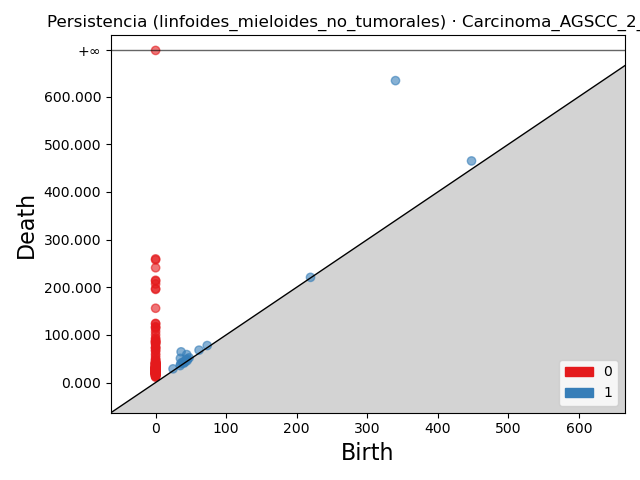 Persistencia (linfoides_mieloides_no_tumorales) · Carcinoma_AGSCC_2_
+∞
600.000
500.000
400.000
300.000
200.000
100.000
0.000
Death
0
1
0 100 200 300 400 500 600
Birth